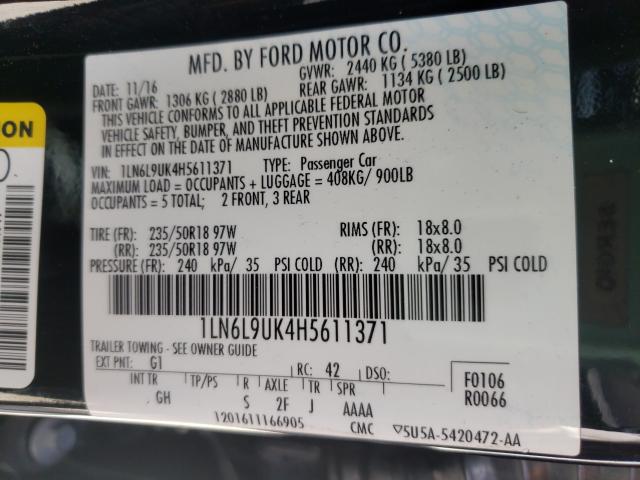 MFD. BY FORD MOTOR CO.
DATE: 11/16 GVWR: 2440 KG ( 5380 LB)
FRONT GAWR: 1306 KG ( 2880 LB) REAR GAWR: 1134 KG ( 2500 LB)
THIS VEHICLE CONFORMS TO ALL APPLICABLE FEDERAL MOTOR
VEHICLE SAFETY, BUMPER, AND THEFT PREVENTION STANDARDS
IN EFFECT ON THE DATE OF MANUFACTURE SHOWN ABOVE.
VIN: 1LN6L9UK4H5611371 TYPE: Passenger Car
MAXIMUM LOAD = OCCUPANTS + LUGGAGE = 408KG/ 900LB
OCCUPANTS = 5 TOTAL; 2 FRONT, 3 REAR
TIRE (FR): 235/50R18 97W RIMS (FR): 18x8.0
(RR): 235/50R18 97W (RR): 18x8.0
PRESSURE (FR): 240 kPa/ 35 PSI COLD (RR): 240 kPa/ 35 PSI COLD
1LN6L9UK4H5611371
TRAILER TOWING - SEE OWNER GUIDE
EXT PNT: G1 RC: 42 DSO:
INT TR TP/PS R AXLE TR SPR
GH S 2F J AAAA
F0106
R0066
1201611166905 CMC ▽5U5A-5420472-AA